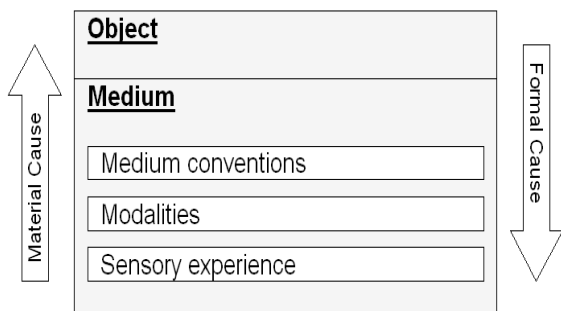 Object
Medium
Medium conventions
Modalities
Sensory experience
Material Cause
Formal Cause